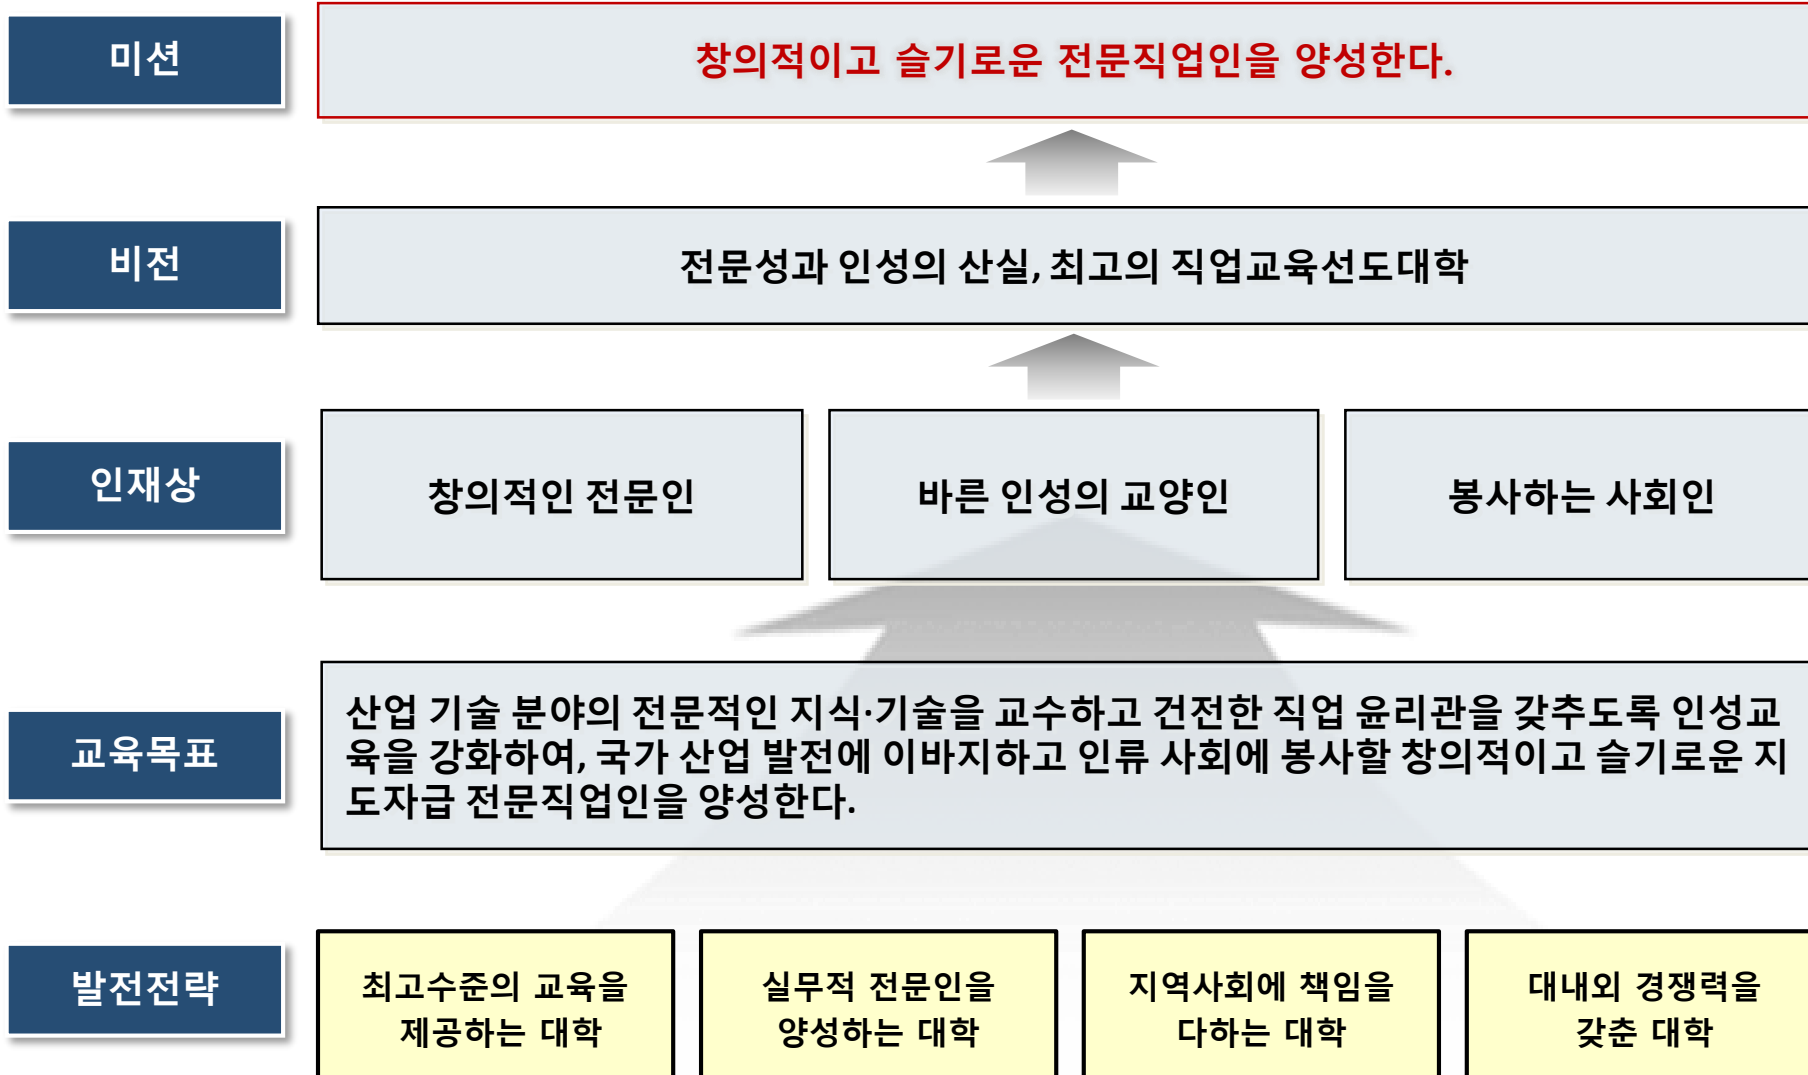 미션
창의적이고 슬기로운 전문직업인을 양성한다.
비전
전문성과 인성의 산실, 최고의 직업교육선도대학
인재상
창의적인 전문인
바른 인성의 교양인
봉사하는 사회인
교육목표
산업 기술 분야의 전문적인 지식·기술을 교수하고 건전한 직업 윤리관을 갖추도록 인성교
육을 강화하여, 국가 산업 발전에 이바지하고 인류 사회에 봉사할 창의적이고 슬기로운 지
도자급 전문직업인을 양성한다.
발전전략
최고수준의 교육을
제공하는 대학
실무적 전문인을
양성하는 대학
지역사회에 책임을
다하는 대학
대내외 경쟁력을
갖춘 대학